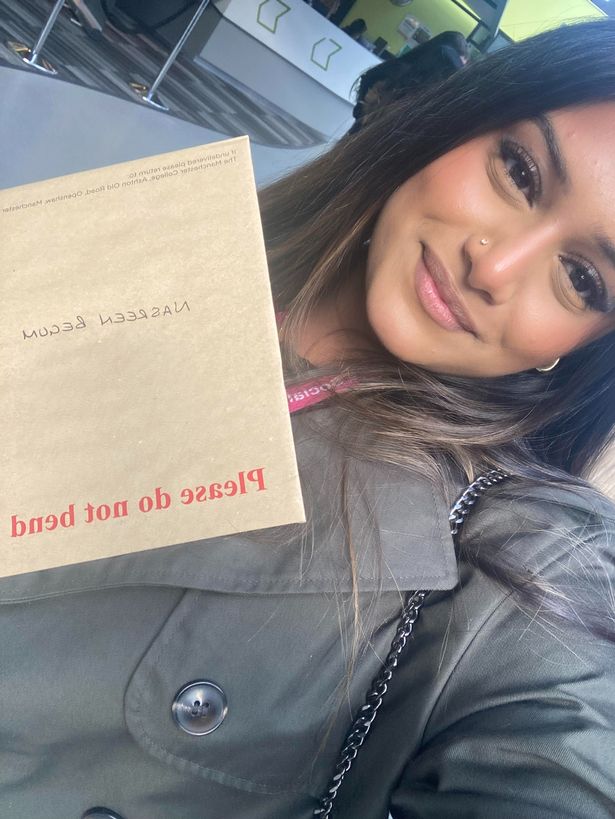 If undelivered please return to:
The Manchester College, Ashton Old Road, Openshaw, Manchester
NASREEN BEGUM
Please do not bend
Social